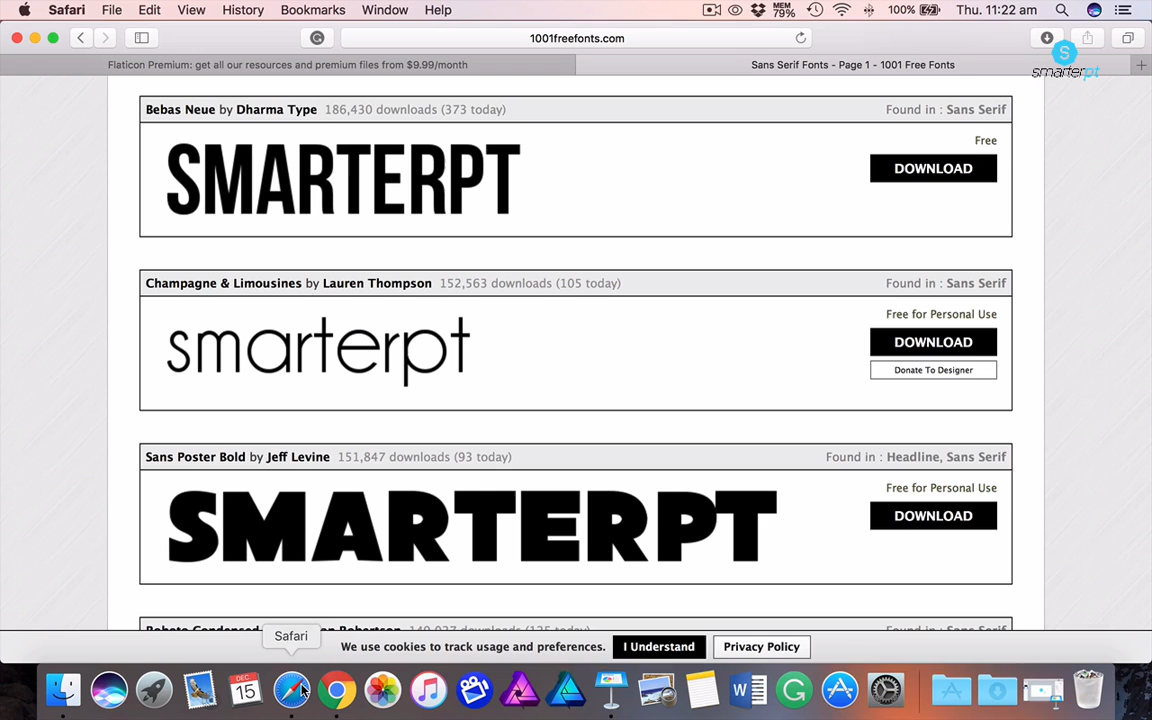 Safari File Edit View History Bookmarks Window Help MEM 79% 100% Thu. 11:22 am
1001freefonts.com
Flaticon Premium: get all our resources and premium files from $9.99/month Sans Serif Fonts - Page 1 - 1001 Free Fonts
S
smarterpt
Bebas Neue by Dharma Type 186,430 downloads (373 today) Found in : Sans Serif
Free
SMARTERPT
DOWNLOAD
Champagne & Limousines by Lauren Thompson 152,563 downloads (105 today) Found in : Sans Serif
Free for Personal Use
smarterpt
DOWNLOAD
Donate To Designer
Sans Poster Bold by Jeff Levine 151,847 downloads (93 today) Found in : Headline, Sans Serif
Free for Personal Use
SMARTERPT
DOWNLOAD
Safari
We use cookies to track usage and preferences. I Understand Privacy Policy
DEC
15